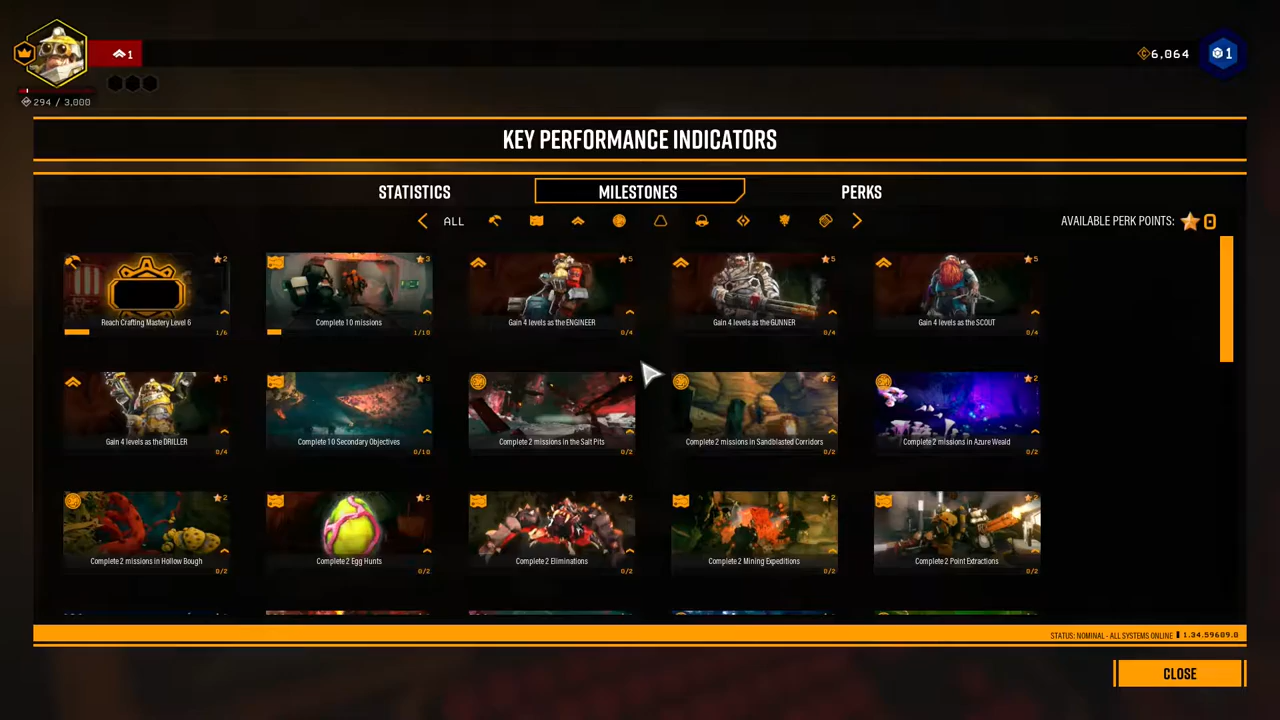 1
6,064
1
294 / 3,000
KEY PERFORMANCE INDICATORS
STATISTICS
MILESTONES
PERKS
ALL
AVAILABLE PERK POINTS: 0
2
Reach Crafting Mastery Level 6
1/6
3
Complete 10 missions
1/10
5
Gain 4 levels as the ENGINEER
0/4
5
Gain 4 levels as the GUNNER
0/4
5
Gain 4 levels as the SCOUT
0/4
5
Gain 4 levels as the DRILLER
0/4
3
Complete 10 Secondary Objectives
0/10
2
Complete 2 missions in the Salt Pits
0/2
2
Complete 2 missions in Sandblasted Corridors
0/2
2
Complete 2 missions in Azure Weald
0/2
2
Complete 2 missions in Hollow Bough
0/2
2
Complete 2 Egg Hunts
0/2
2
Complete 2 Eliminations
0/2
2
Complete 2 Mining Expeditions
0/2
2
Complete 2 Point Extractions
0/2
STATUS: NOMINAL - ALL SYSTEMS ONLINE 1.34.59609.0
CLOSE